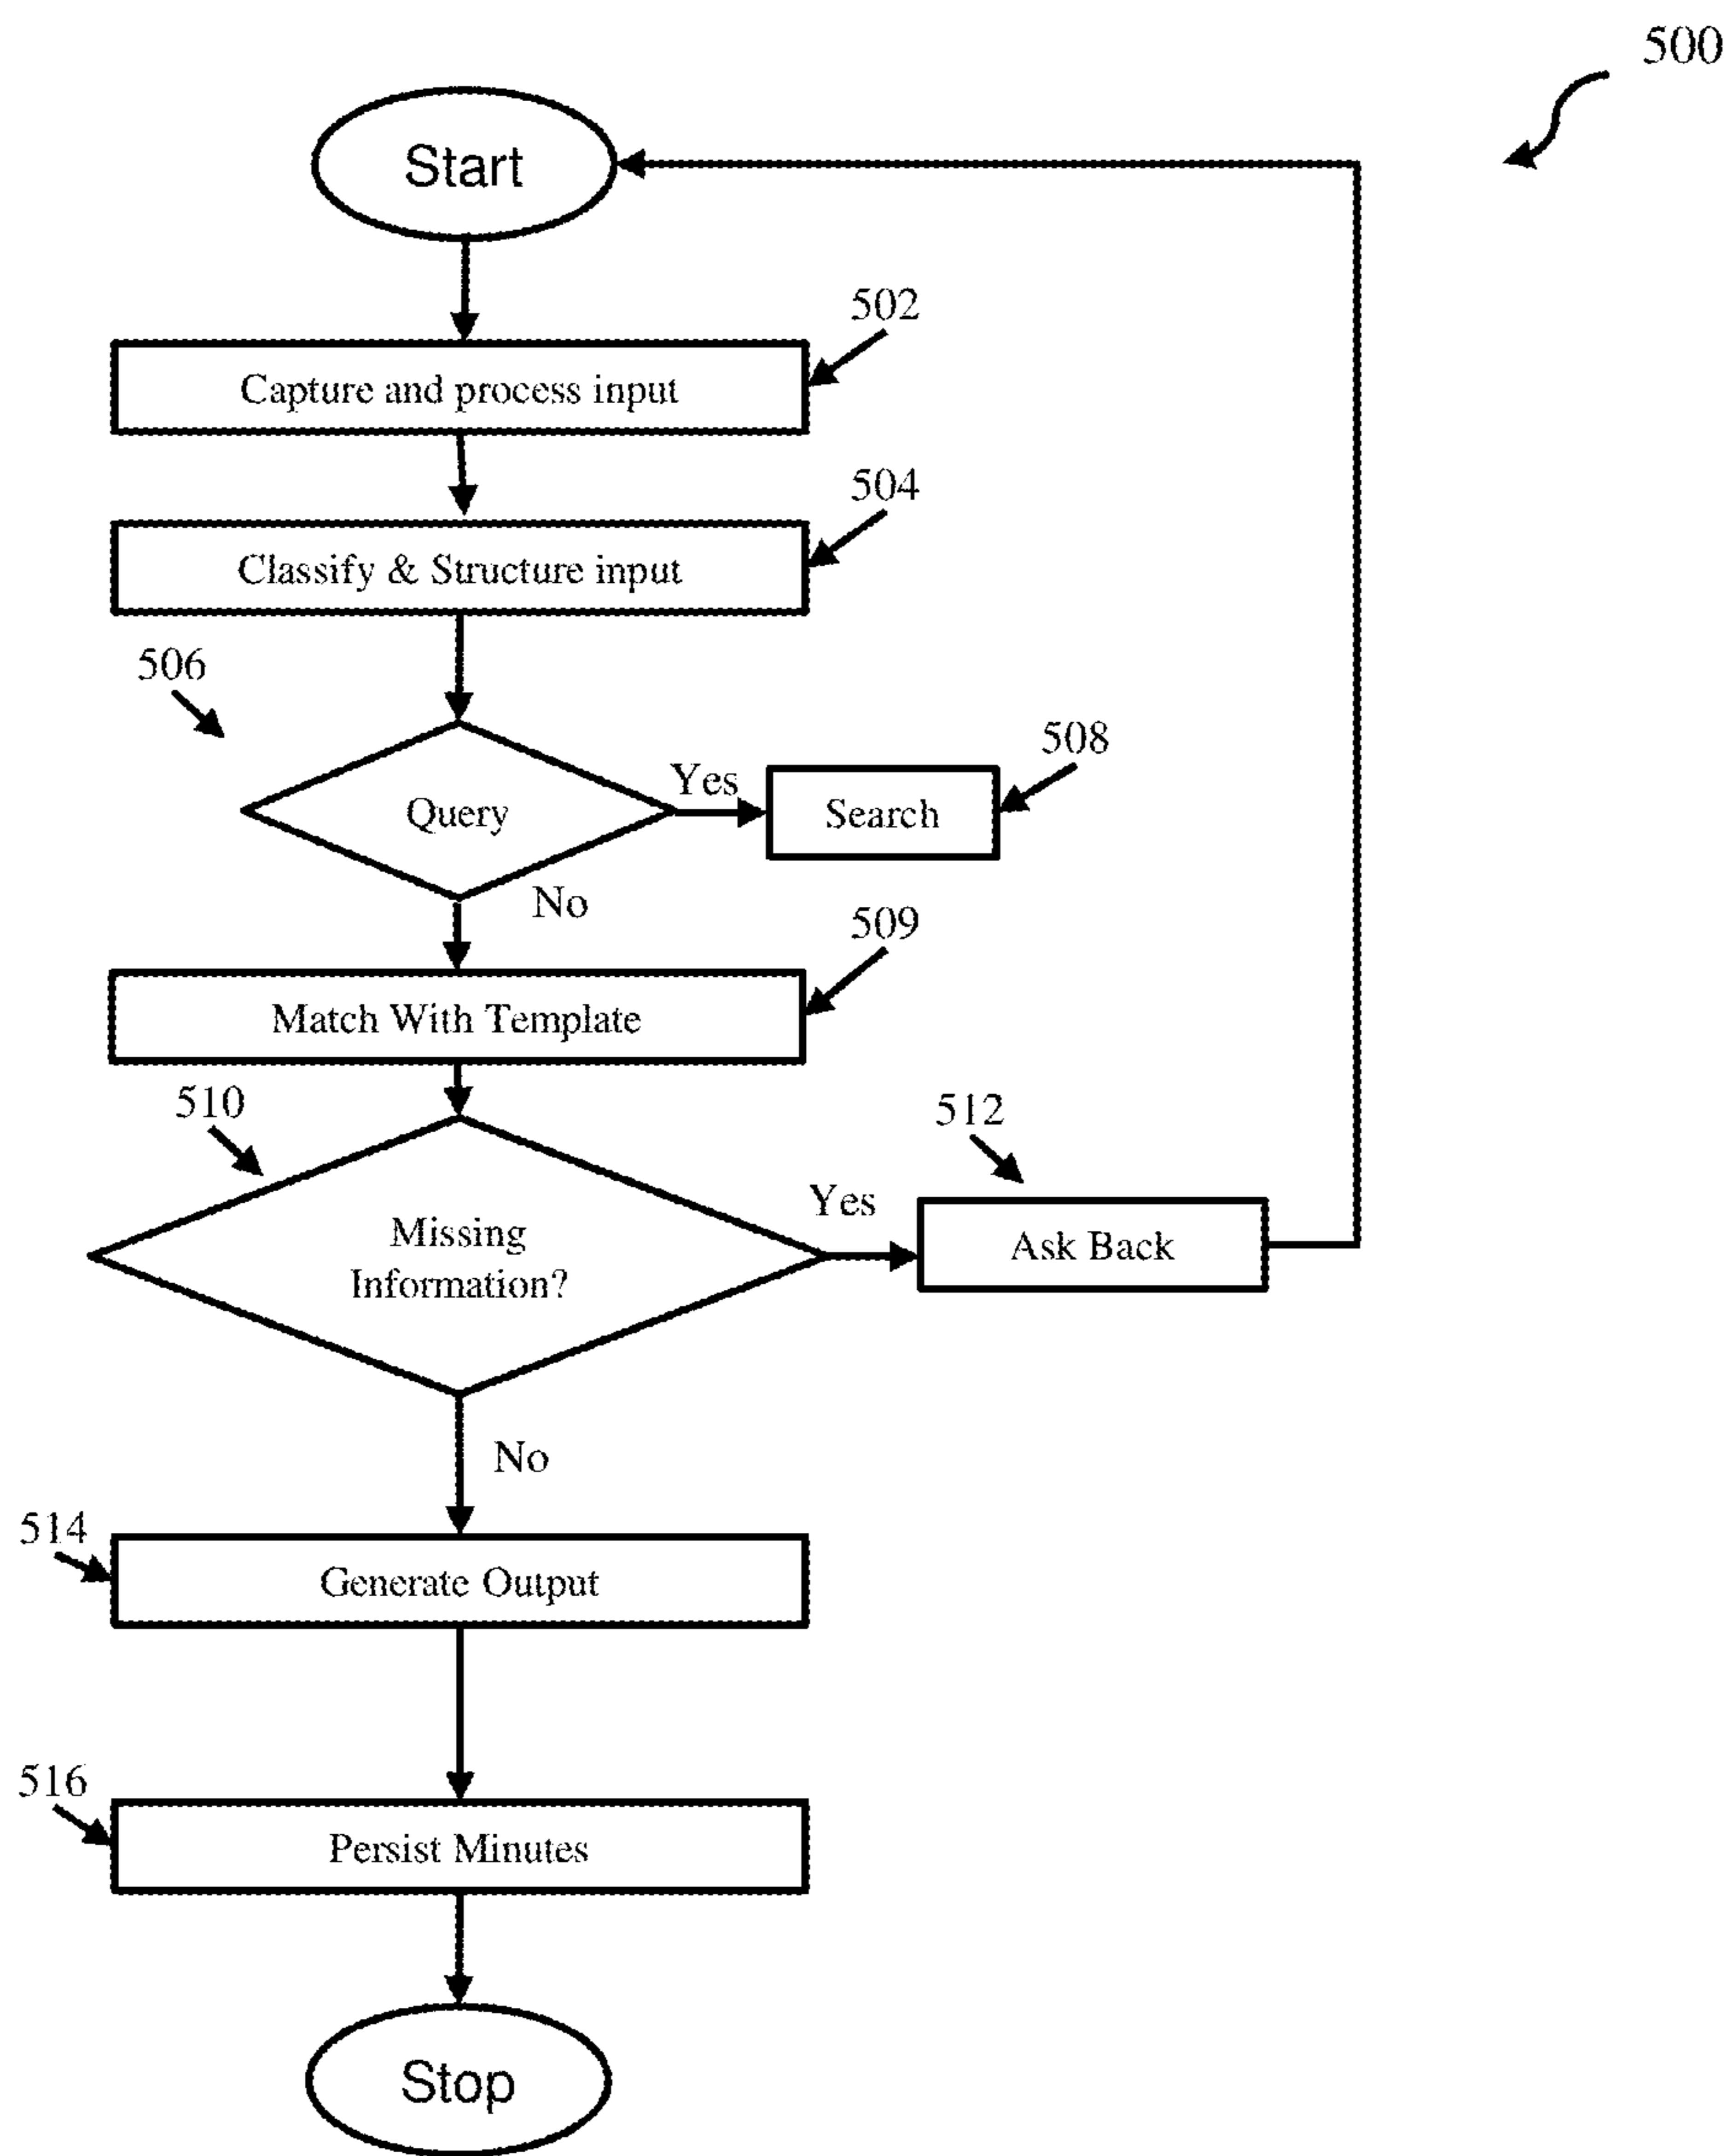 500
Start
502
Capture and process input
504
Classify & Structure input
506
Query
Yes
508
Search
No
509
Match With Template
510
512
Missing
Information?
Yes
Ask Back
No
514
Generate Output
516
Persist Minutes
Stop